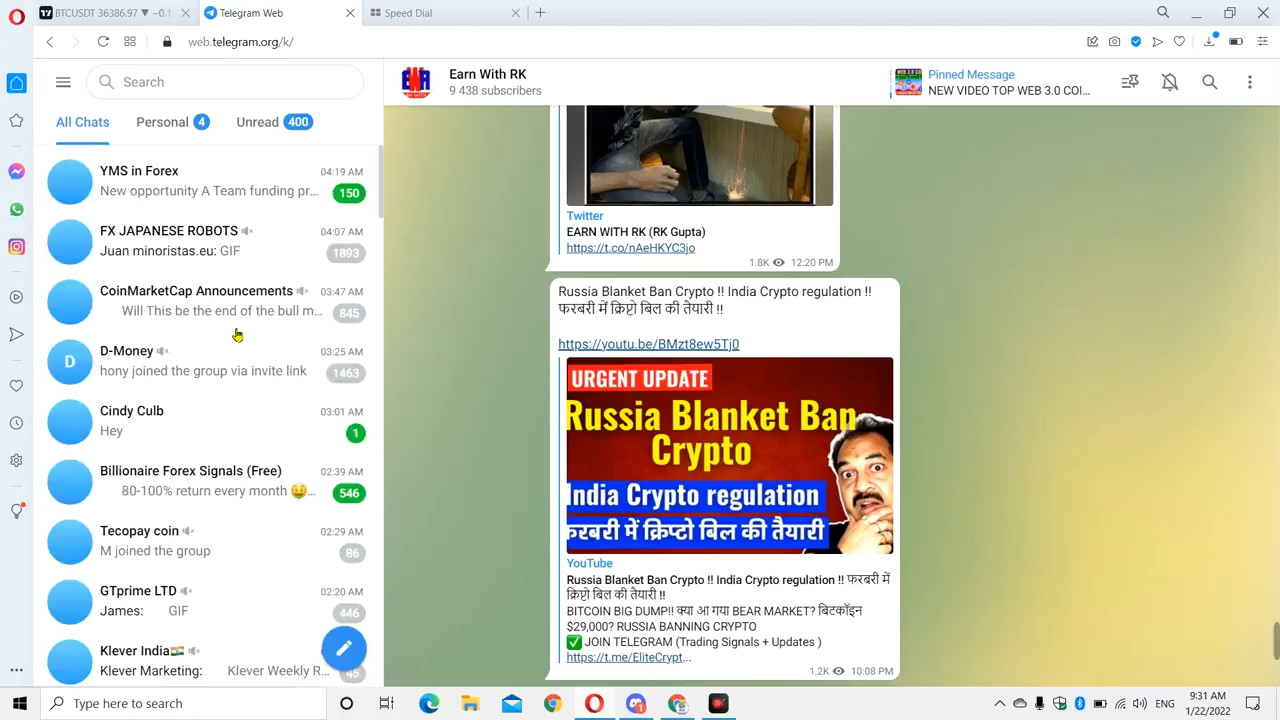 BTCUSDT 36386.97 ▼ −0.1
Telegram Web
Speed Dial
web.telegram.org/k/
Search
Earn With RK
9 438 subscribers
Pinned Message
NEW VIDEO TOP WEB 3.0 COI...
All Chats
Personal 4
Unread 400
YMS in Forex 04:19 AM
New opportunity A Team funding pr... 150
FX JAPANESE ROBOTS 04:07 AM
Juan minoristas.eu: GIF 1893
CoinMarketCap Announcements 03:47 AM
Will This be the end of the bull m... 845
D
D-Money 03:25 AM
hony joined the group via invite link 1463
Cindy Culb 03:01 AM
Hey 1
Billionaire Forex Signals (Free) 02:39 AM
80-100% return every month 🤑... 546
Tecopay coin 02:29 AM
M joined the group 86
GTprime LTD 02:20 AM
James: GIF 446
Klever India🇮🇳 01:
Klever Marketing: Klever Weekly R... 45
Twitter
EARN WITH RK (RK Gupta)
https://t.co/nAeHKYC3jo
1.8K 12:20 PM
Russia Blanket Ban Crypto !! India Crypto regulation !!
फरबरी में क्रिप्टो बिल की तैयारी !!
https://youtu.be/BMzt8ew5Tj0
URGENT UPDATE
Russia Blanket Ban
Crypto
India Crypto regulation
फरबरी में क्रिप्टो बिल की तैयारी
YouTube
Russia Blanket Ban Crypto !! India Crypto regulation !! फरबरी में
क्रिप्टो बिल की तैयारी !!
BITCOIN BIG DUMP!! क्या आ गया BEAR MARKET? बिटकॉइन
$29,000? RUSSIA BANNING CRYPTO
✅ JOIN TELEGRAM (Trading Signals + Updates )
https://t.me/EliteCrypt...
1.2K 10:08 PM
Type here to search
ENG
9:31 AM
1/22/2022